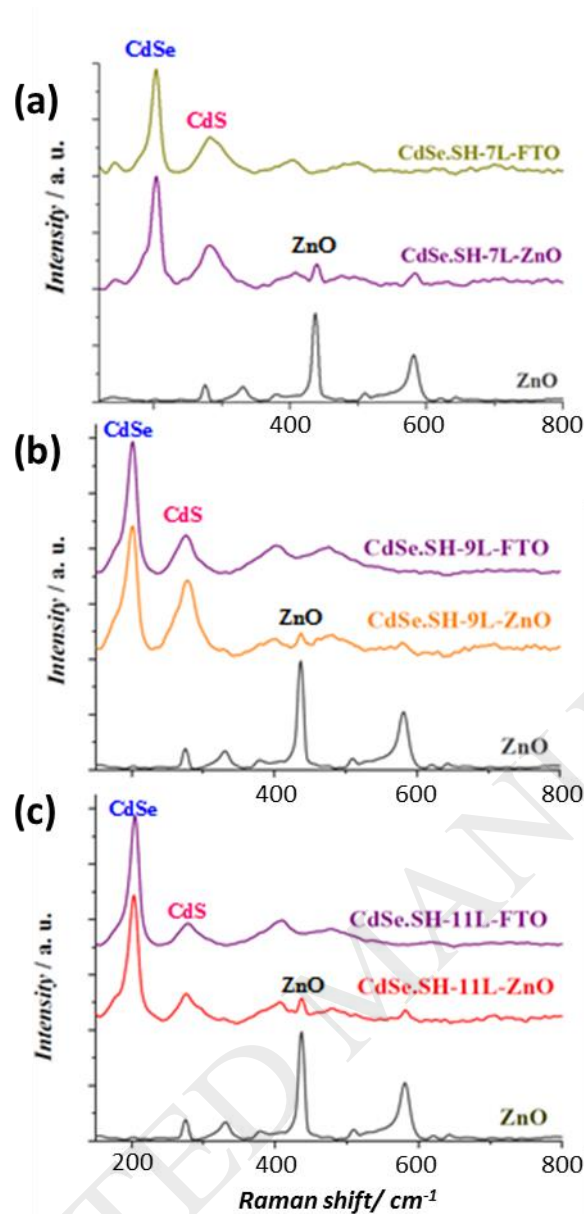 CdSe
(a)
CdS
CdSe.SH-7L-FTO
Intensity / a. u.
ZnO
CdSe.SH-7L-ZnO
ZnO
400
600
800
CdSe
(b)
CdS
CdSe.SH-9L-FTO
Intensity / a. u.
ZnO
CdSe.SH-9L-ZnO
ZnO
400
600
800
(c)
CdSe
CdS
CdSe.SH-11L-FTO
Intensity / a. u.
ZnO
CdSe.SH-11L-ZnO
ZnO
200
400
600
800
Raman shift/ cm⁻¹
TED MAN